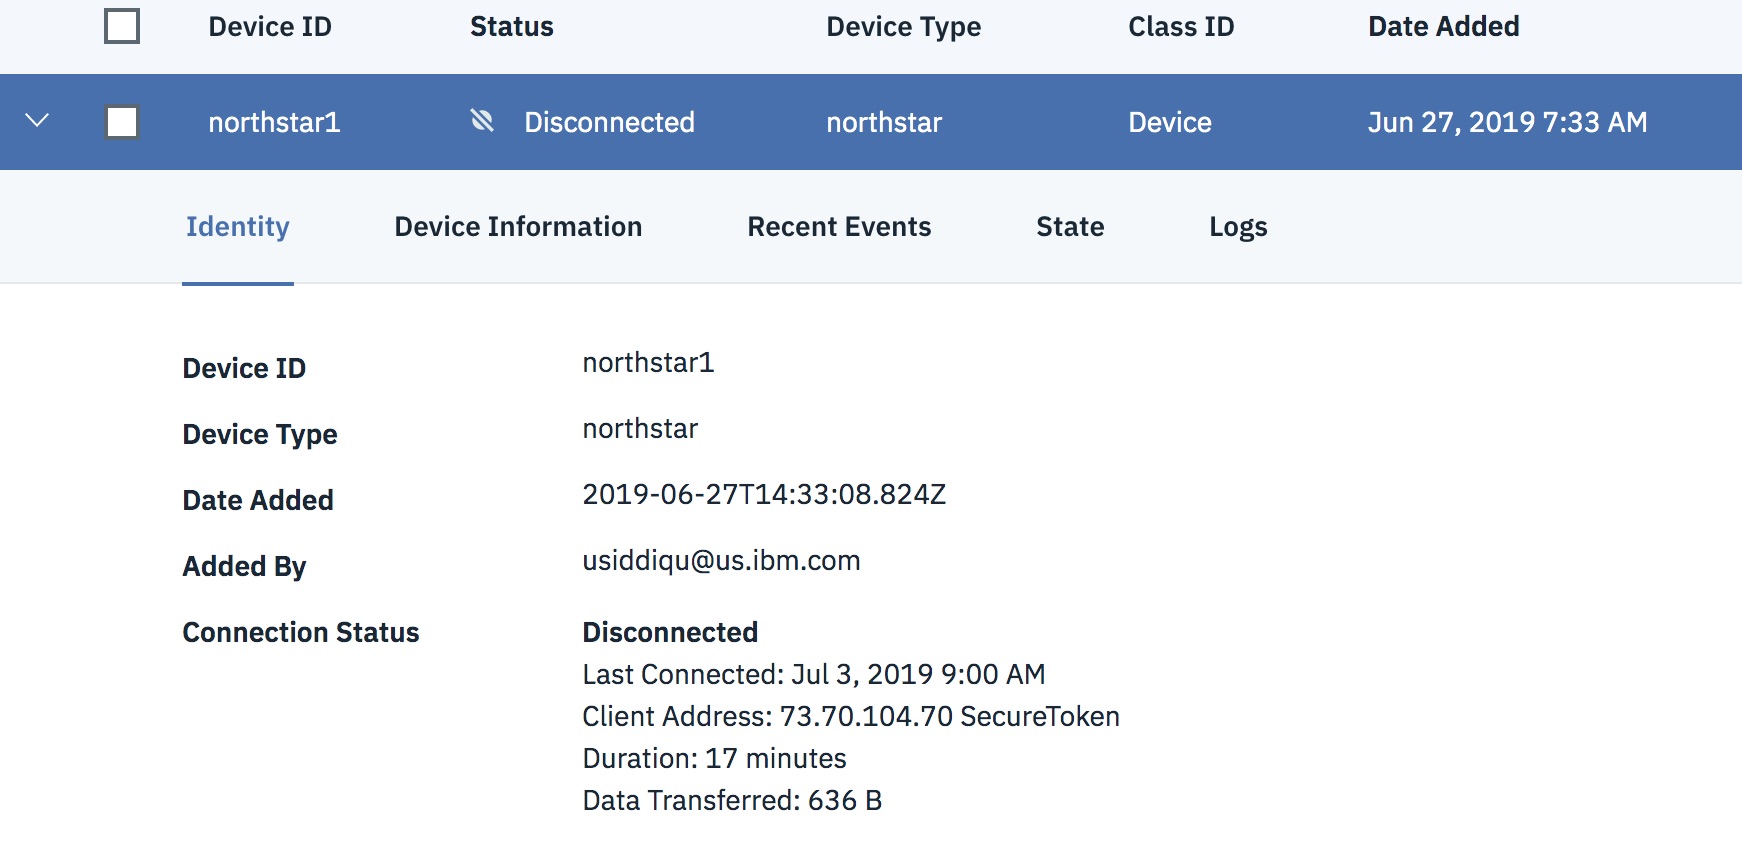 Device ID Status Device Type Class ID Date Added
northstar1 Disconnected northstar Device Jun 27, 2019 7:33 AM
Identity Device Information Recent Events State Logs
Device ID northstar1
Device Type northstar
Date Added 2019-06-27T14:33:08.824Z
Added By usiddiqu@us.ibm.com
Connection Status Disconnected
Last Connected: Jul 3, 2019 9:00 AM
Client Address: 73.70.104.70 SecureToken
Duration: 17 minutes
Data Transferred: 636 B